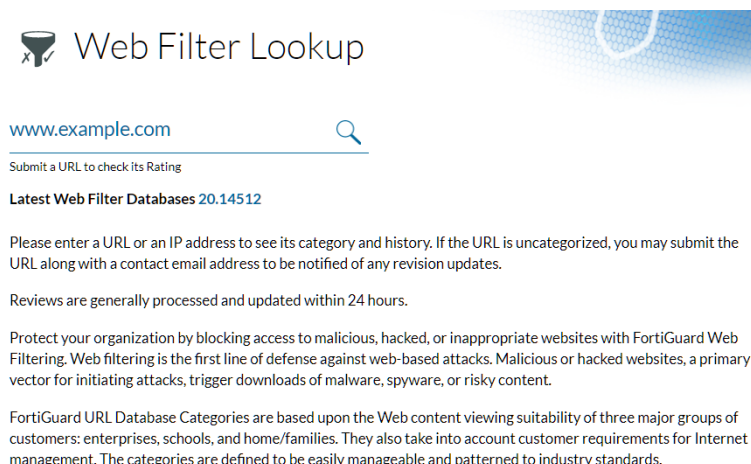 Web Filter Lookup
www.example.com
Submit a URL to check its Rating
Latest Web Filter Databases 20.14512
Please enter a URL or an IP address to see its category and history. If the URL is uncategorized, you may submit the
URL along with a contact email address to be notified of any revision updates.
Reviews are generally processed and updated within 24 hours.
Protect your organization by blocking access to malicious, hacked, or inappropriate websites with FortiGuard Web
Filtering. Web filtering is the first line of defense against web-based attacks. Malicious or hacked websites, a primary
vector for initiating attacks, trigger downloads of malware, spyware, or risky content.
FortiGuard URL Database Categories are based upon the Web content viewing suitability of three major groups of
customers: enterprises, schools, and home/families. They also take into account customer requirements for Internet
management. The categories are defined to be easily manageable and patterned to industry standards.